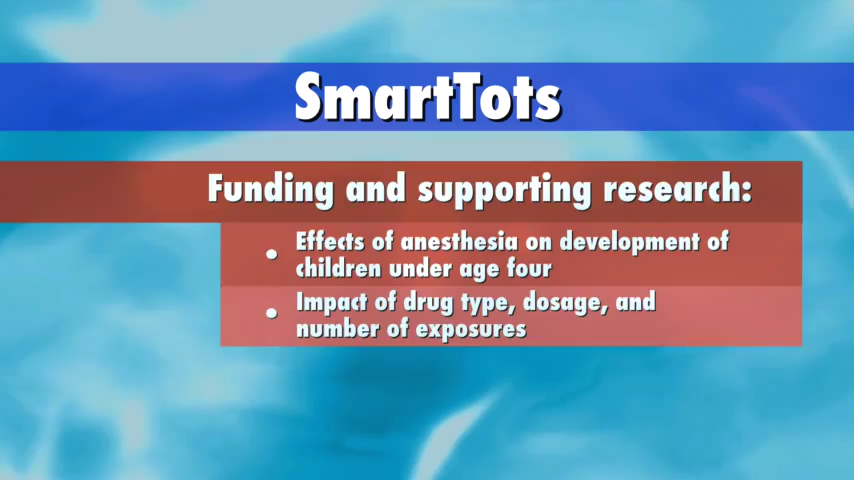 SmartTots
Funding and supporting research:
• Effects of anesthesia on development of
children under age four
• Impact of drug type, dosage, and
number of exposures